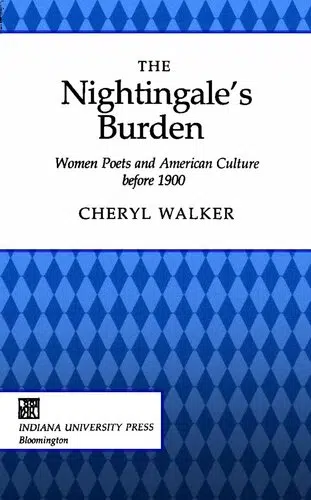 THE
Nightingale's
Burden
Women Poets and American Culture
before 1900
CHERYL WALKER
INDIANA UNIVERSITY PRESS
Bloomington